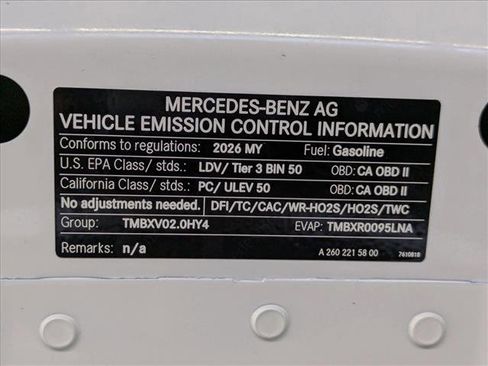 MERCEDES-BENZ AG
VEHICLE EMISSION CONTROL INFORMATION
Conforms to regulations: 2026 MY Fuel: Gasoline
U.S. EPA Class/ stds.: LDV/ Tier 3 BIN 50 OBD: CA OBD II
California Class/ stds.: PC/ ULEV 50 OBD: CA OBD II
No adjustments needed. DFI/TC/CAC/WR-HO2S/HO2S/TWC
Group: TMBXV02.0HY4 EVAP: TMBXR0095LNA
Remarks: n/a A 260 221 58 00 7610818